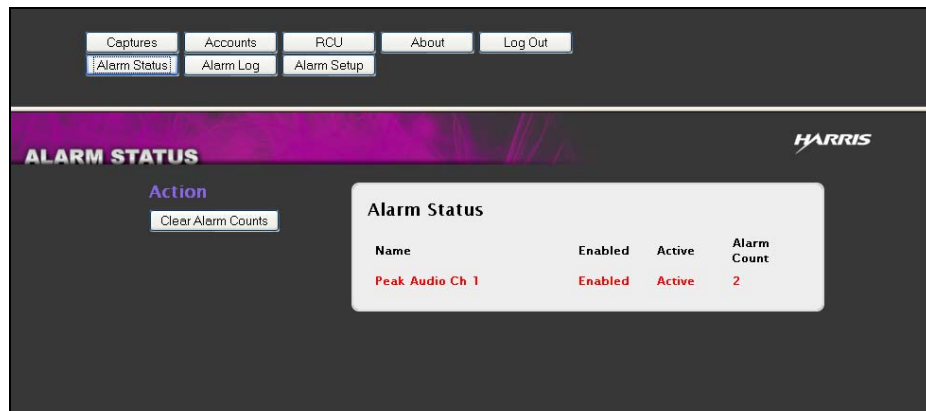 Captures Accounts RCU About Log Out
Alarm Status Alarm Log Alarm Setup
HARRIS
ALARM STATUS
Action
Clear Alarm Counts
Alarm Status
Name Enabled Active Alarm Count
Peak Audio Ch 1 Enabled Active 2